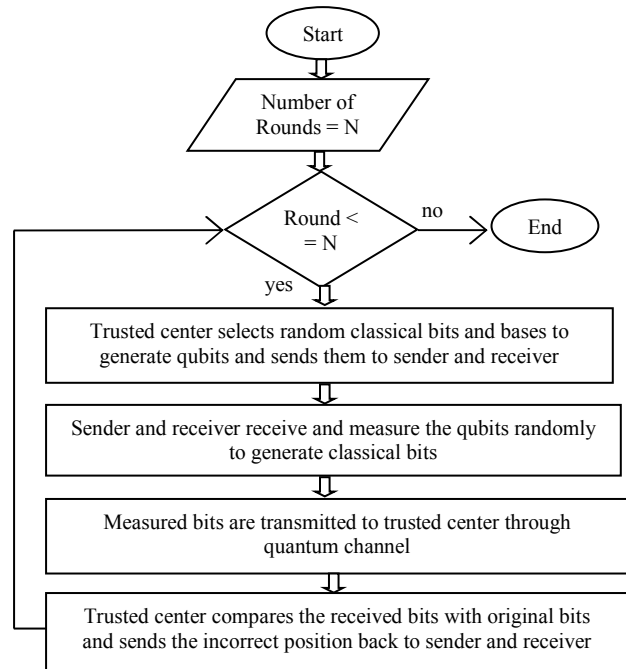 Start
Number of
Rounds = N
Round <
= N
no
End
yes
Trusted center selects random classical bits and bases to
generate qubits and sends them to sender and receiver
Sender and receiver receive and measure the qubits randomly
to generate classical bits
Measured bits are transmitted to trusted center through
quantum channel
Trusted center compares the received bits with original bits
and sends the incorrect position back to sender and receiver